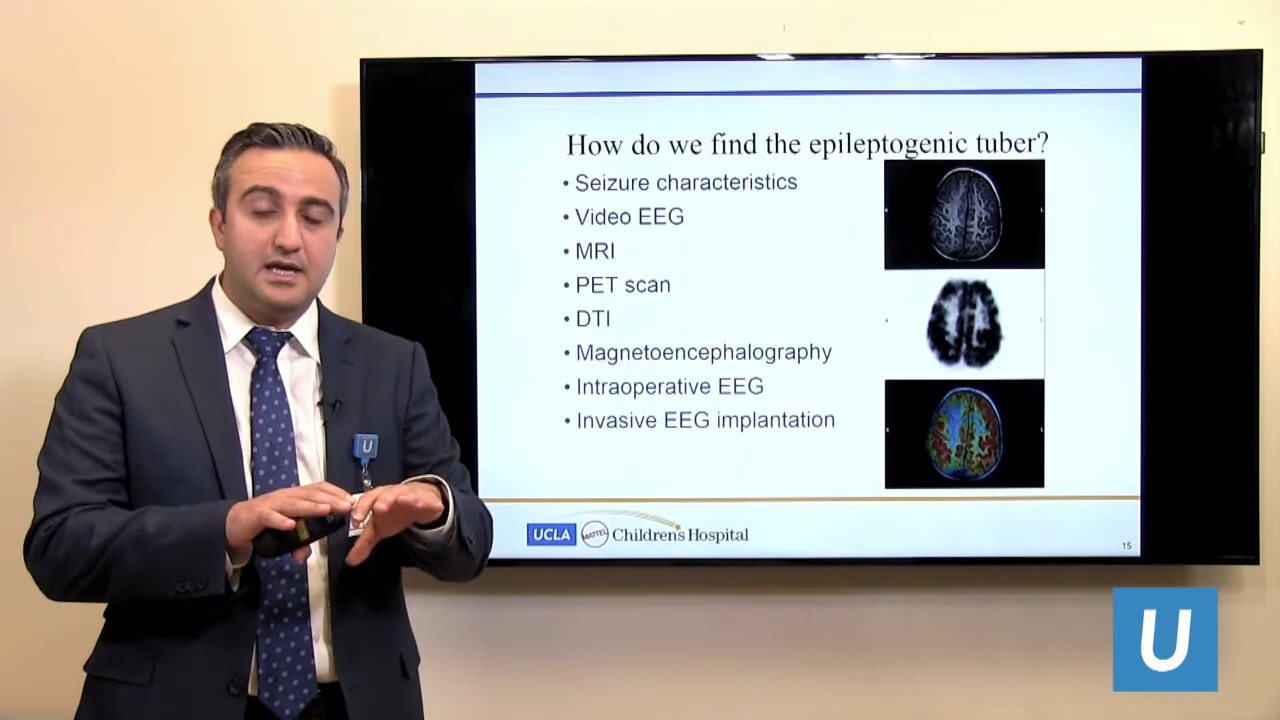 How do we find the epileptogenic tuber?
• Seizure characteristics
• Video EEG
• MRI
• PET scan
• DTI
• Magnetoencephalography
• Intraoperative EEG
• Invasive EEG implantation
U
UCLA MATTEL Children's Hospital
15
U